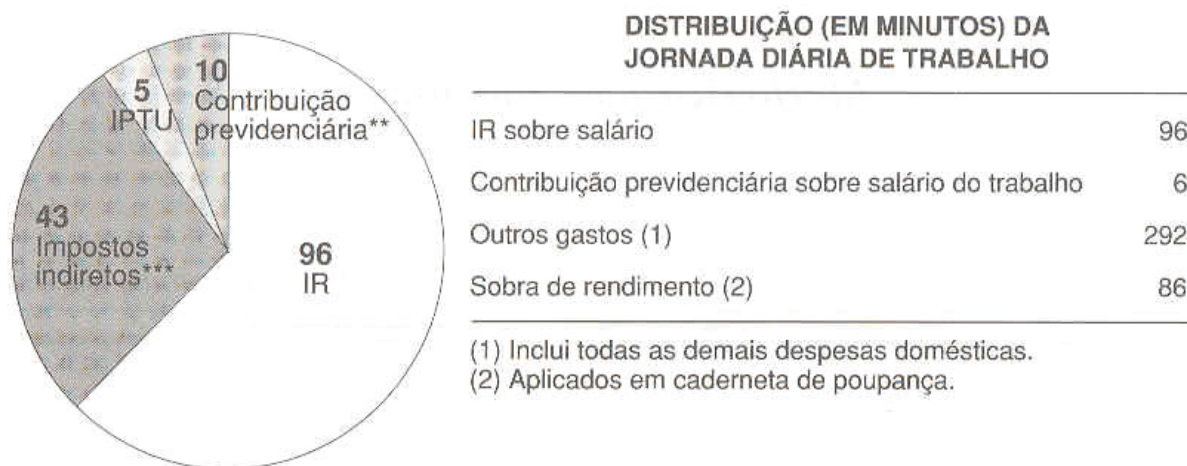 10
Contribuição
previdenciária**
5
IPTU
43
Impostos
indiretos***
96
IR
DISTRIBUIÇÃO (EM MINUTOS) DA
JORNADA DIÁRIA DE TRABALHO
IR sobre salário 96
Contribuição previdenciária sobre salário do trabalho 6
Outros gastos (1) 292
Sobra de rendimento (2) 86
(1) Inclui todas as demais despesas domésticas.
(2) Aplicados em caderneta de poupança.